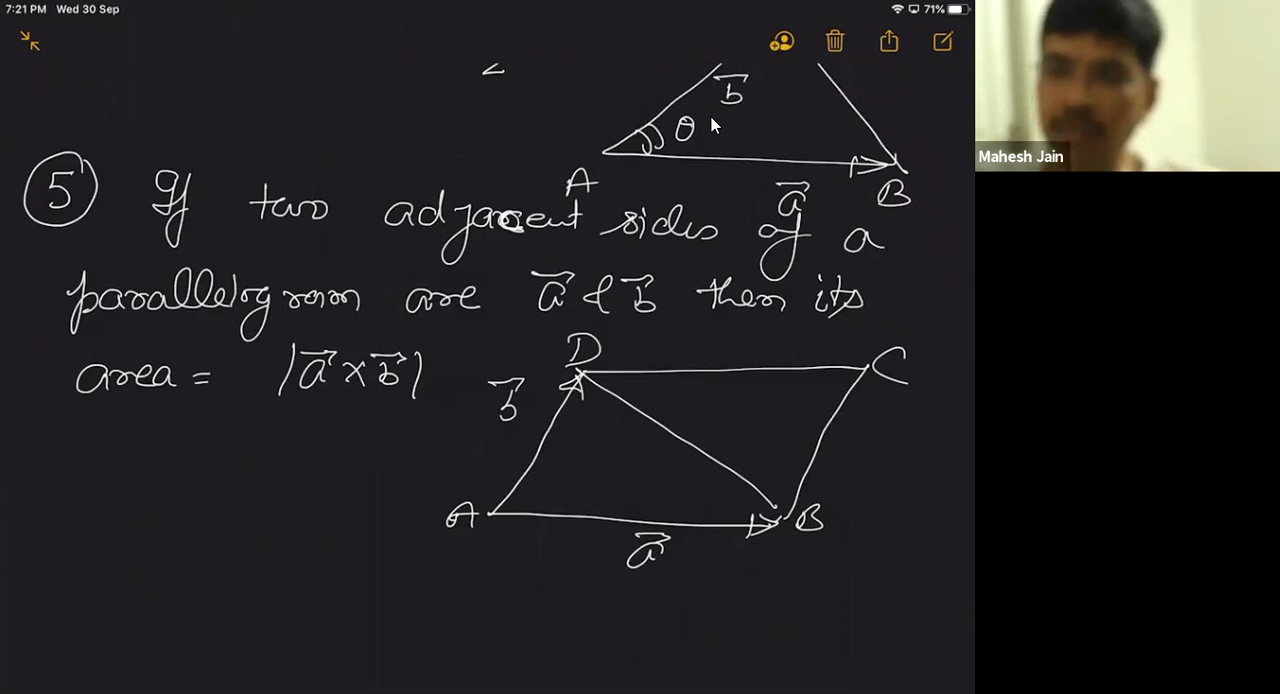 7:21 PM Wed 30 Sep
71%
Mahesh Jain
b⃗
θ
A
B
a⃗
⑤ If two adjacent sides of a
parallelogram are a⃗ & b⃗ then its
area = |a⃗ × b⃗|
D
C
b⃗
A
B
a⃗